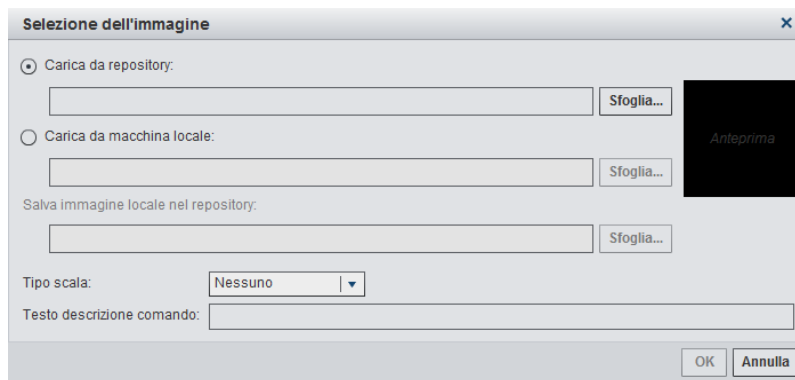 Selezione dell'immagine
Carica da repository:
Sfoglia...
Anteprima
Carica da macchina locale:
Sfoglia...
Salva immagine locale nel repository:
Sfoglia...
Tipo scala: Nessuno
Testo descrizione comando:
OK Annulla